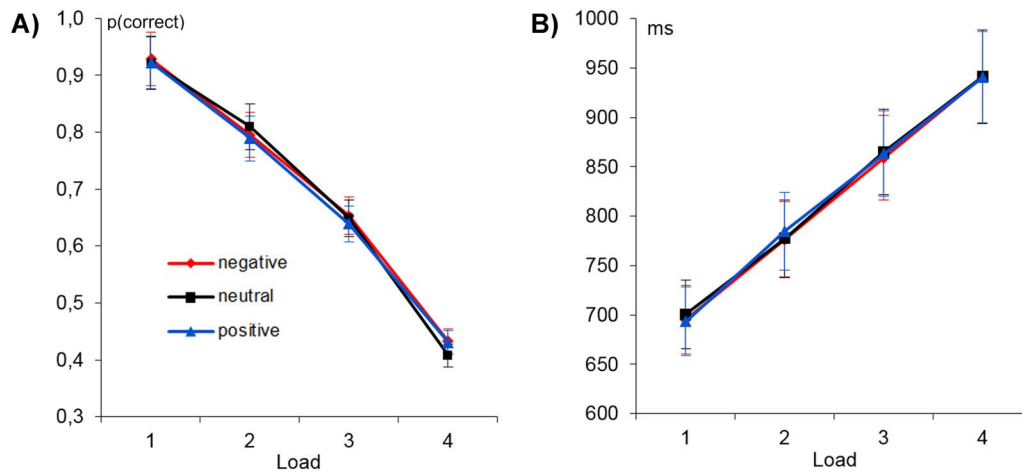 A)
p(correct)
1,0
0,9
0,8
0,7
0,6
0,5
0,4
0,3
negative
neutral
positive
1 2 3 4
Load
B)
ms
1000
950
900
850
800
750
700
650
600
1 2 3 4
Load